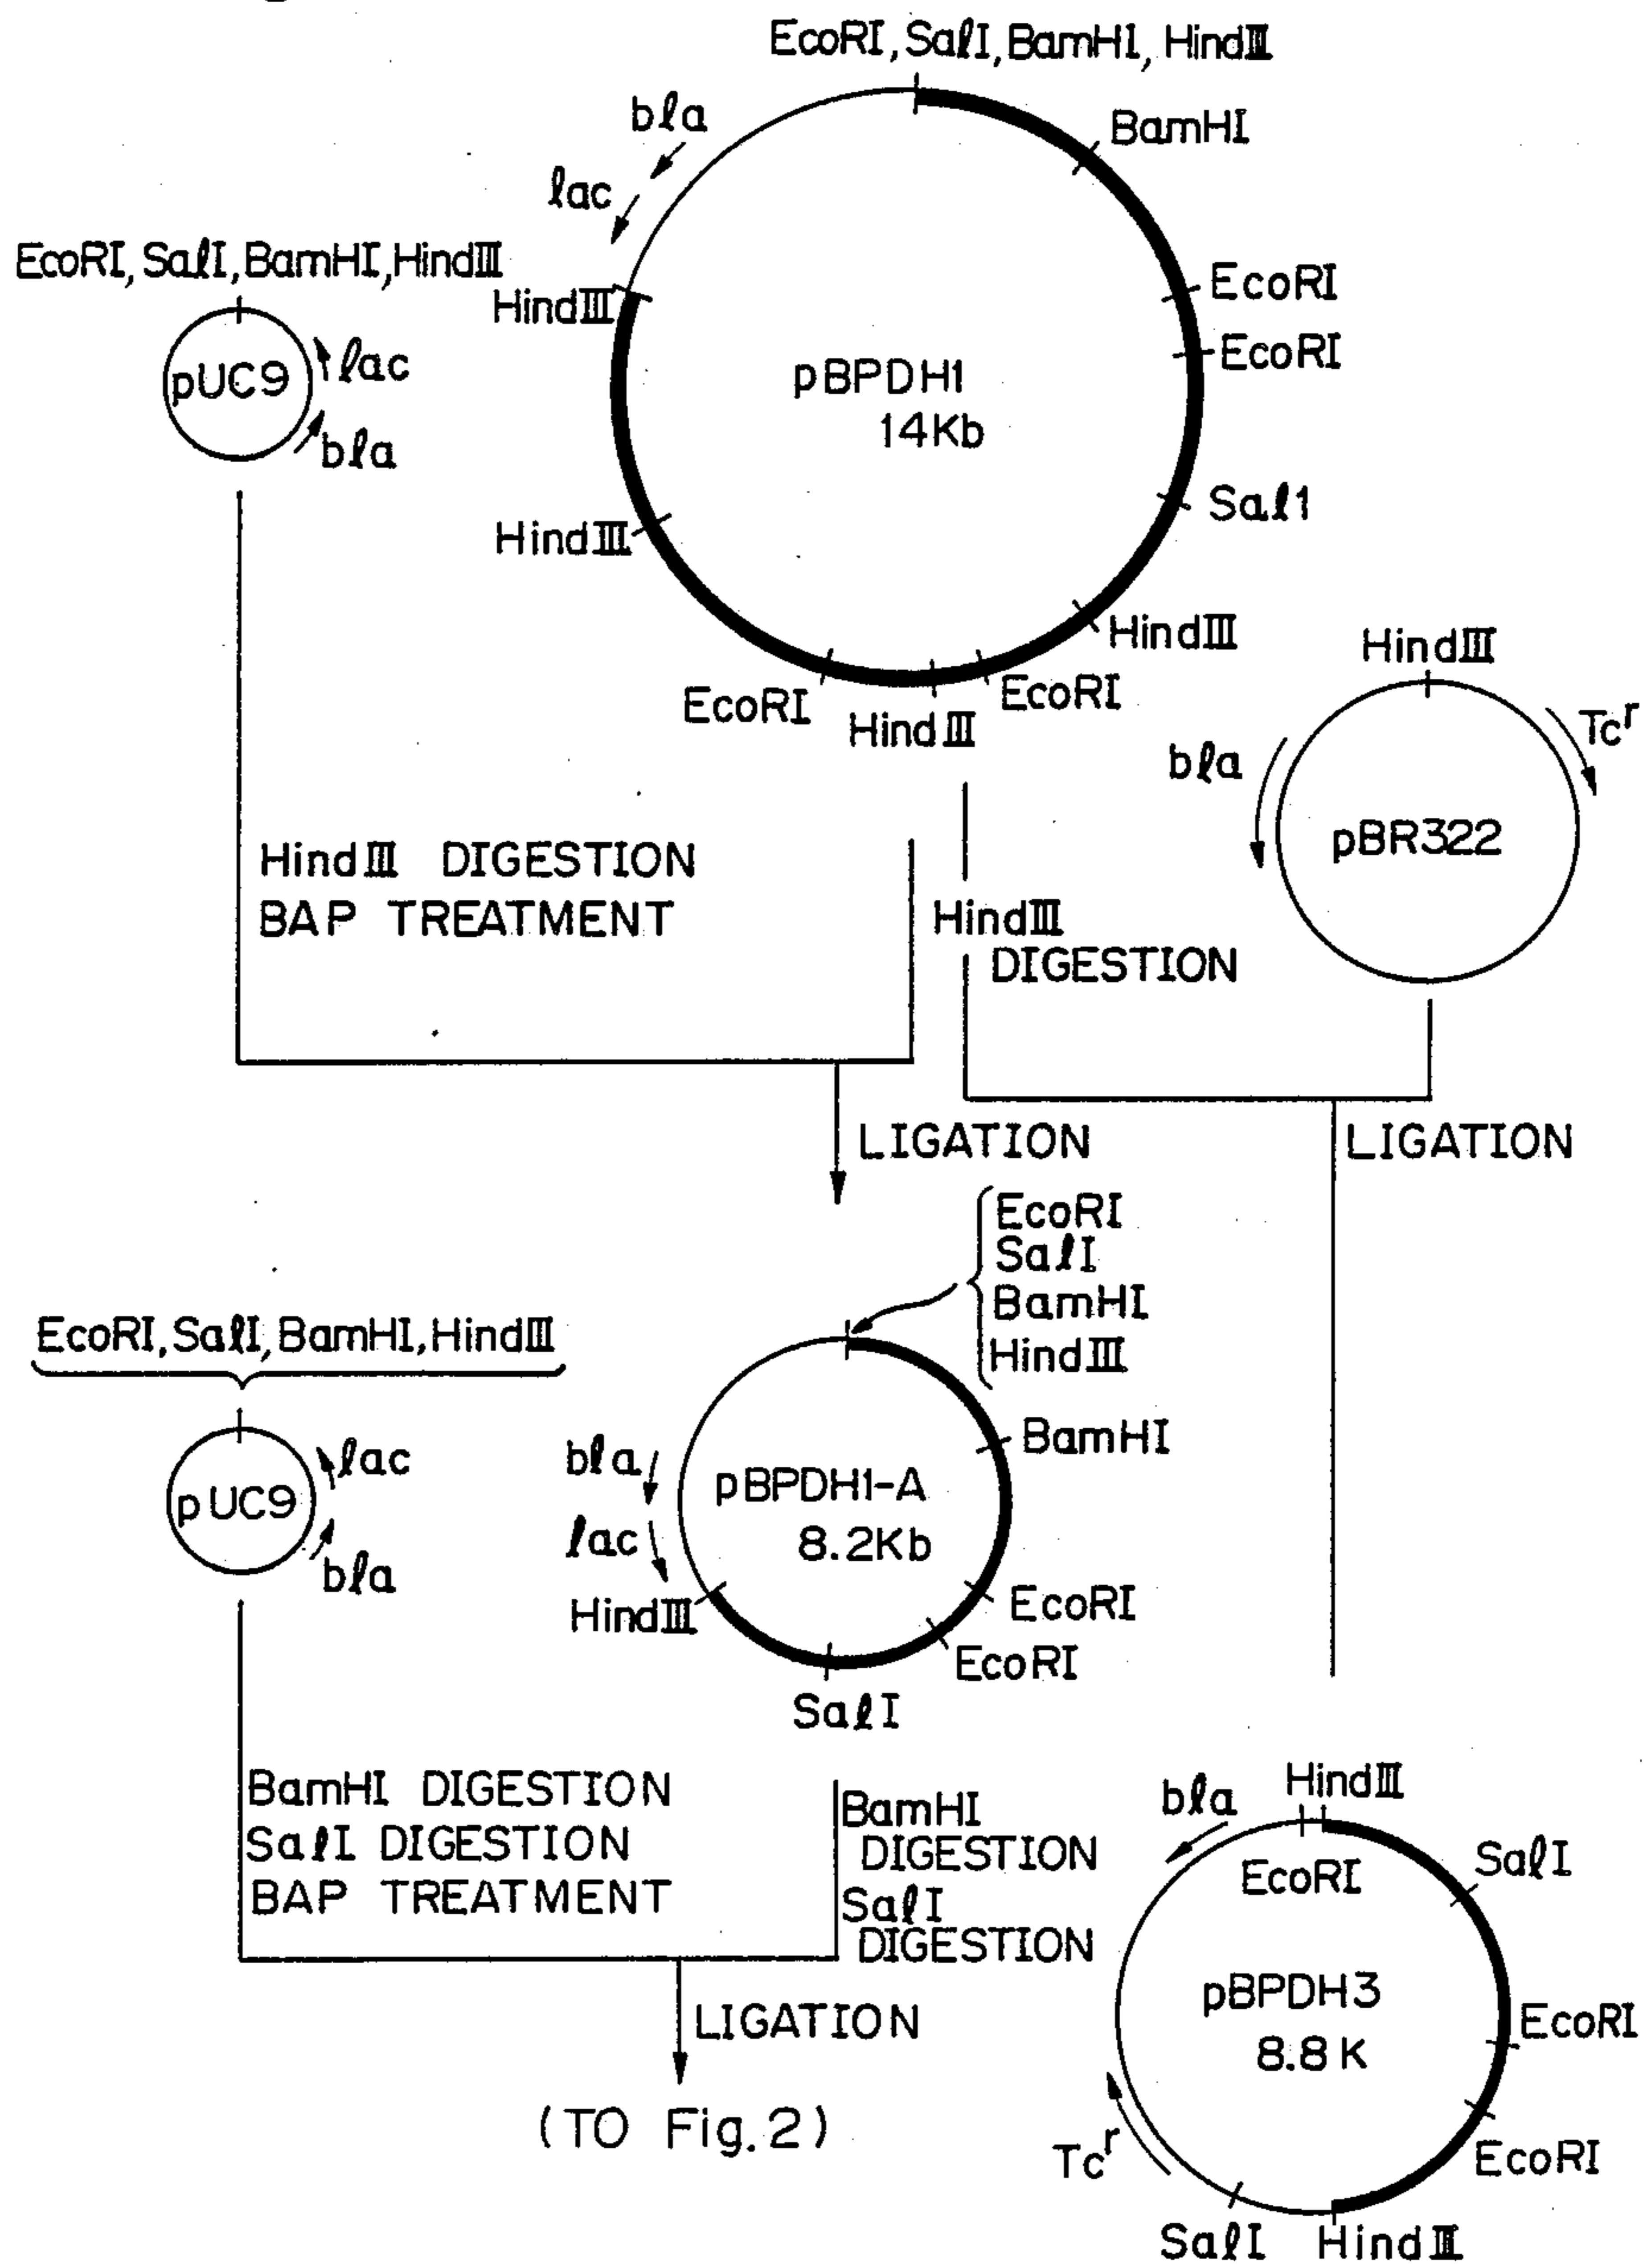 EcoRI, SalI, BamHI, HindIII
bla
BamHI
lac
EcoRI, SalI, BamHI, HindIII
HindIII
EcoRI
EcoRI
pUC9
lac
bla
pBPDH1
14Kb
Sal1
HindIII
HindIII
HindIII
EcoRI
EcoRI
HindIII
Tcr
bla
pBR322
HindIII DIGESTION
BAP TREATMENT
HindIII
DIGESTION
LIGATION
LIGATION
EcoRI
SalI
BamHI
HindIII
EcoRI, SalI, BamHI, HindIII
BamHI
bla
lac
pUC9
lac
bla
pBPDH1-A
8.2Kb
HindIII
EcoRI
EcoRI
SalI
BamHI DIGESTION
SalI DIGESTION
BAP TREATMENT
BamHI
DIGESTION
SalI
DIGESTION
HindIII
bla
EcoRI
SalI
pBPDH3
8.8K
EcoRI
LIGATION
(TO Fig.2)
Tcr
EcoRI
SalI
HindIII